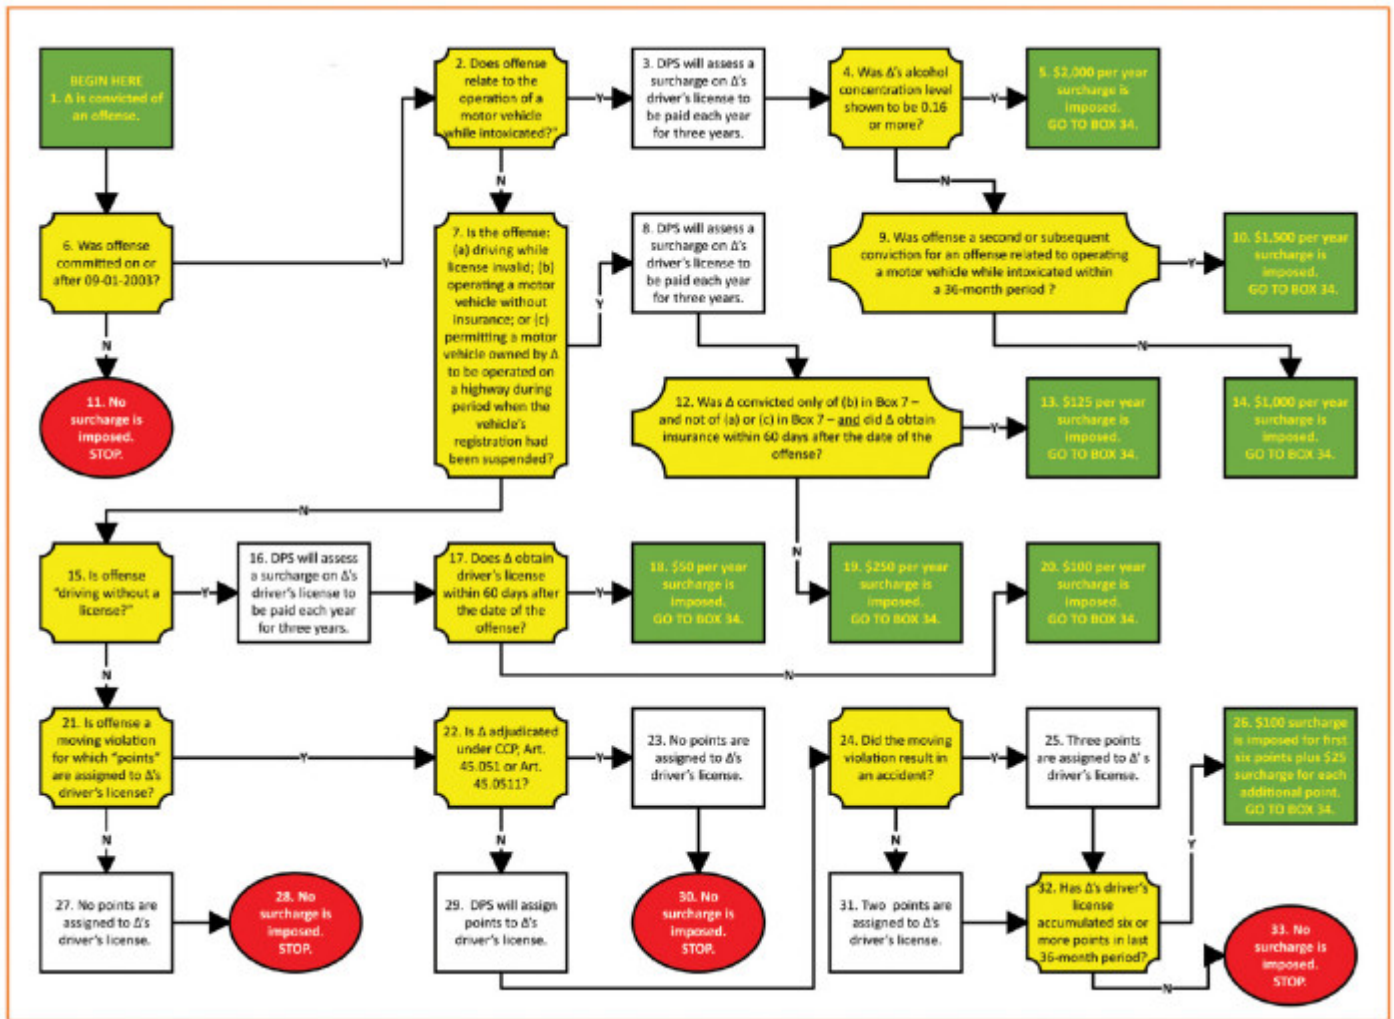 BEGIN HERE
1. Δ is convicted of
an offense.
2. Does offense
relate to the
operation of a
motor vehicle
while intoxicated?"
3. DPS will assess a
surcharge on Δ's
driver's license to
be paid each year
for three years.
4. Was Δ's alcohol
concentration level
shown to be 0.16
or more?
5. $2,000 per year
surcharge is
imposed.
GO TO BOX 34.
Y
Y
N
N
6. Was offense
committed on or
after 09-01-2003?
Y
7. Is the offense:
(a) driving while
license invalid; (b)
operating a motor
vehicle without
insurance; or (c)
permitting a motor
vehicle owned by Δ
to be operated on
a highway during
period when the
vehicle's
registration had
been suspended?
Y
8. DPS will assess a
surcharge on Δ's
driver's license to
be paid each year
for three years.
9. Was offense a second or subsequent
conviction for an offense related to operating
a motor vehicle while intoxicated within
a 36-month period ?
Y
10. $1,500 per year
surcharge is
imposed.
GO TO BOX 34.
N
N
11. No
surcharge is
imposed.
STOP.
12. Was Δ convicted only of (b) in Box 7 –
and not of (a) or (c) in Box 7 – and did Δ obtain
insurance within 60 days after the date of the
offense?
Y
13. $125 per year
surcharge is
imposed.
GO TO BOX 34.
14. $1,000 per year
surcharge is
imposed.
GO TO BOX 34.
N
N
15. Is offense
"driving without a
license?"
Y
16. DPS will assess
a surcharge on Δ's
driver's license to
be paid each year
for three years.
17. Does Δ obtain
driver's license
within 60 days after
the date of the
offense?
Y
18. $50 per year
surcharge is
imposed.
GO TO BOX 34.
19. $250 per year
surcharge is
imposed.
GO TO BOX 34.
20. $100 per year
surcharge is
imposed.
GO TO BOX 34.
N
N
21. Is offense a
moving violation
for which "points"
are assigned to Δ's
driver's license?
Y
22. Is Δ adjudicated
under CCP, Art.
45.051 or Art.
45.0511?
Y
23. No points are
assigned to Δ's
driver's license.
24. Did the moving
violation result in
an accident?
Y
25. Three points
are assigned to Δ' s
driver's license.
26. $100 surcharge
is imposed for first
six points plus $25
surcharge for each
additional point.
GO TO BOX 34.
N
N
N
Y
27. No points are
assigned to Δ's
driver's license.
28. No
surcharge is
imposed.
STOP.
29. DPS will assign
points to Δ's
driver's license.
30. No
surcharge is
imposed.
STOP.
31. Two points are
assigned to Δ's
driver's license.
32. Has Δ's driver's
license
accumulated six or
more points in last
36-month period?
N
33. No
surcharge is
imposed.
STOP.